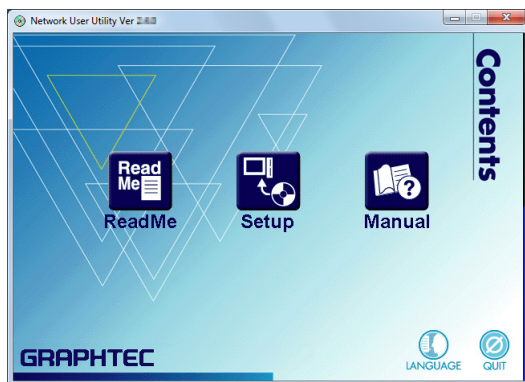 Network User Utility Ver
Contents
Read
Me
ReadMe
Setup
Manual
GRAPHTEC
LANGUAGE
QUIT